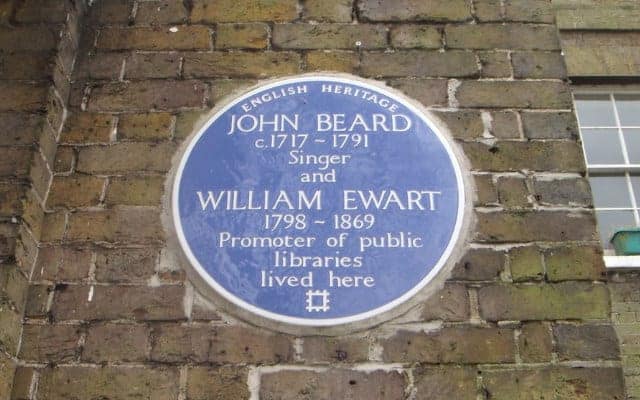 ENGLISH HERITAGE
JOHN BEARD
c.1717 ~ 1791
Singer
and
WILLIAM EWART
1798 ~ 1869
Promoter of public
libraries
lived here